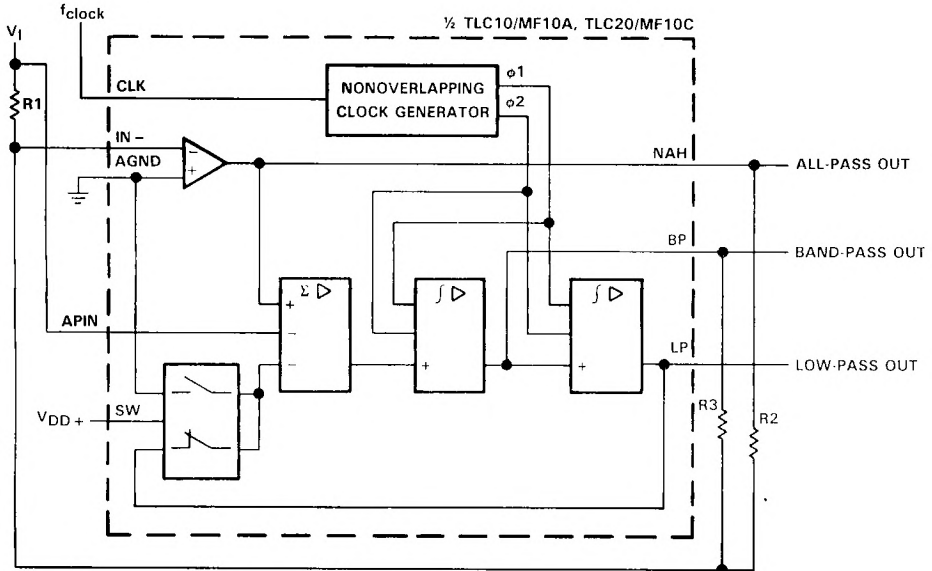 fclock
½ TLC10/MF10A, TLC20/MF10C
VI
R1
CLK
NONOVERLAPPING
CLOCK GENERATOR
φ1
φ2
IN −
AGND
−
+
NAH
ALL-PASS OUT
BP
BAND-PASS OUT
Σ ▷
∫ ▷
∫ ▷
+
APIN
−
−
+
+
LP
LOW-PASS OUT
VDD +
SW
R3
R2